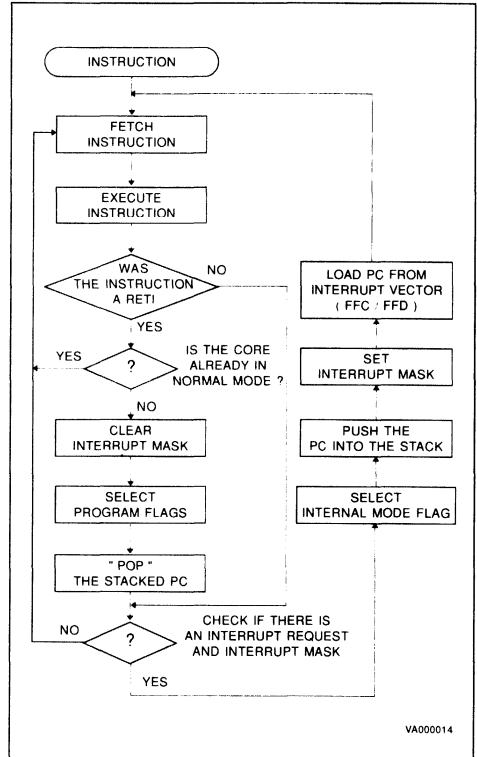 INSTRUCTION
FETCH
INSTRUCTION
EXECUTE
INSTRUCTION
WAS
THE INSTRUCTION
A RETI
NO
YES
YES
?
IS THE CORE
ALREADY IN
NORMAL MODE ?
NO
CLEAR
INTERRUPT MASK
SELECT
PROGRAM FLAGS
" POP "
THE STACKED PC
NO
?
CHECK IF THERE IS
AN INTERRUPT REQUEST
AND INTERRUPT MASK
YES
SELECT
INTERNAL MODE FLAG
PUSH THE
PC INTO THE STACK
SET
INTERRUPT MASK
LOAD PC FROM
INTERRUPT VECTOR
( FFC / FFD )
VA000014